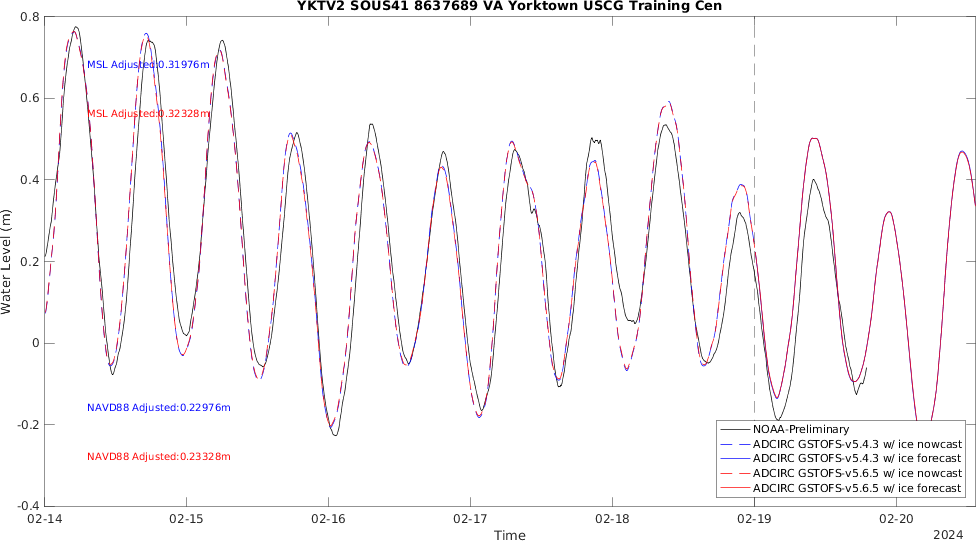 YKTV2 SOUS41 8637689 VA Yorktown USCG Training Cen
Water Level (m)
0.8
0.6
0.4
0.2
0
-0.2
-0.4
MSL Adjusted:0.31976m
MSL Adjusted:0.32328m
NAVD88 Adjusted:0.22976m
NAVD88 Adjusted:0.23328m
NOAA-Preliminary
ADCIRC GSTOFS-v5.4.3 w/ ice nowcast
ADCIRC GSTOFS-v5.4.3 w/ ice forecast
ADCIRC GSTOFS-v5.6.5 w/ ice nowcast
ADCIRC GSTOFS-v5.6.5 w/ ice forecast
02-14 02-15 02-16 02-17 02-18 02-19 02-20
Time
2024